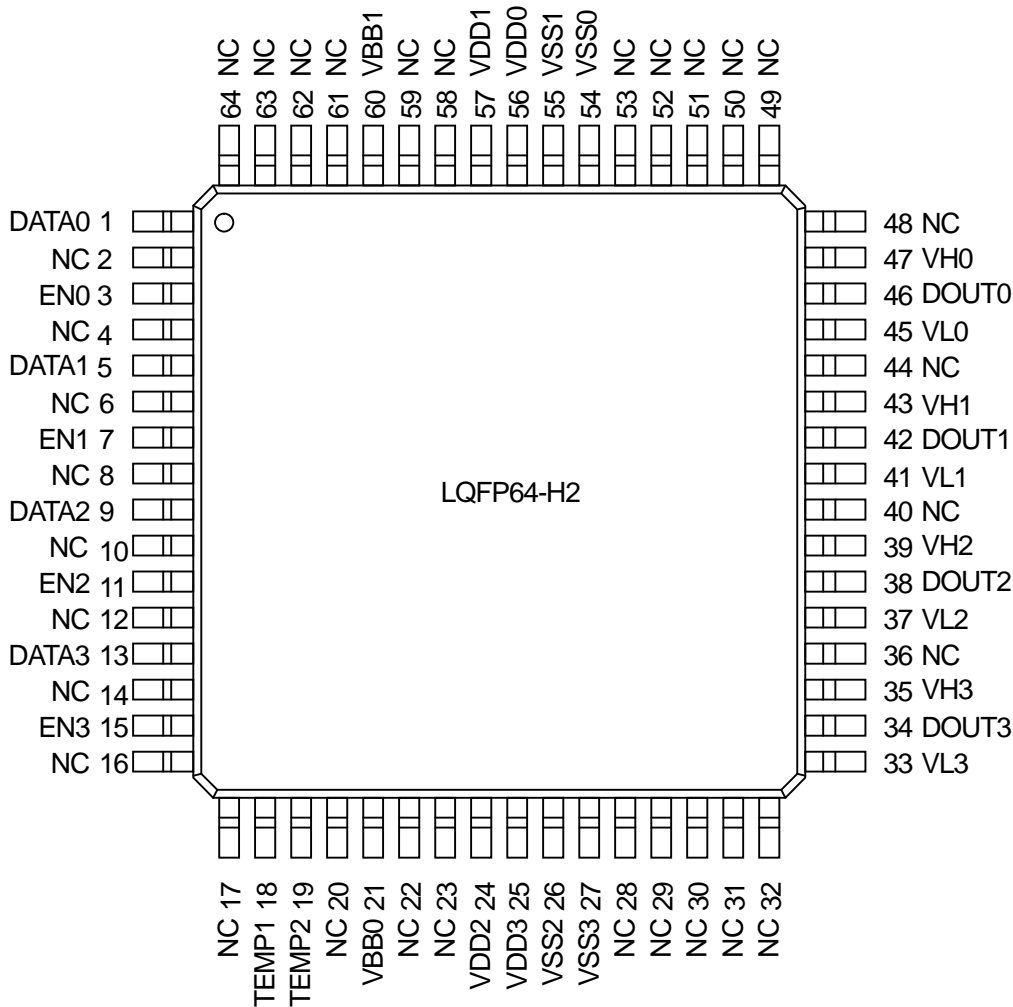 NC 64
NC 63
NC 62
NC 61
VBB1 60
NC 59
NC 58
VDD1 57
VDD0 56
VSS1 55
VSS0 54
NC 53
NC 52
NC 51
NC 50
NC 49
DATA0 1
NC 2
EN0 3
NC 4
DATA1 5
NC 6
EN1 7
NC 8
DATA2 9
NC 10
EN2 11
NC 12
DATA3 13
NC 14
EN3 15
NC 16
LQFP64-H2
48 NC
47 VH0
46 DOUT0
45 VL0
44 NC
43 VH1
42 DOUT1
41 VL1
40 NC
39 VH2
38 DOUT2
37 VL2
36 NC
35 VH3
34 DOUT3
33 VL3
NC 17
TEMP1 18
TEMP2 19
NC 20
VBB0 21
NC 22
NC 23
VDD2 24
VDD3 25
VSS2 26
VSS3 27
NC 28
NC 29
NC 30
NC 31
NC 32